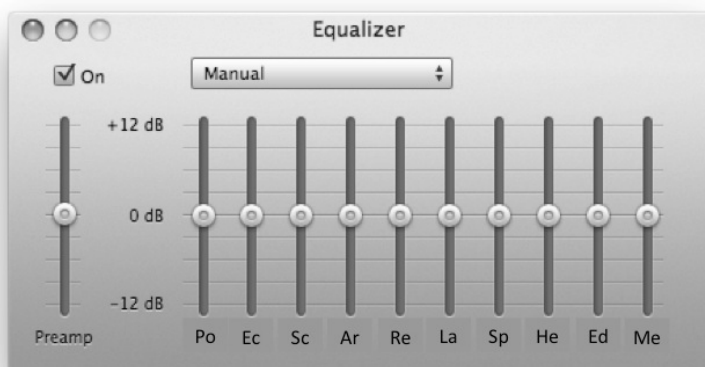 Equalizer
On
Manual
+12 dB
0 dB
-12 dB
Preamp Po Ec Sc Ar Re La Sp He Ed Me